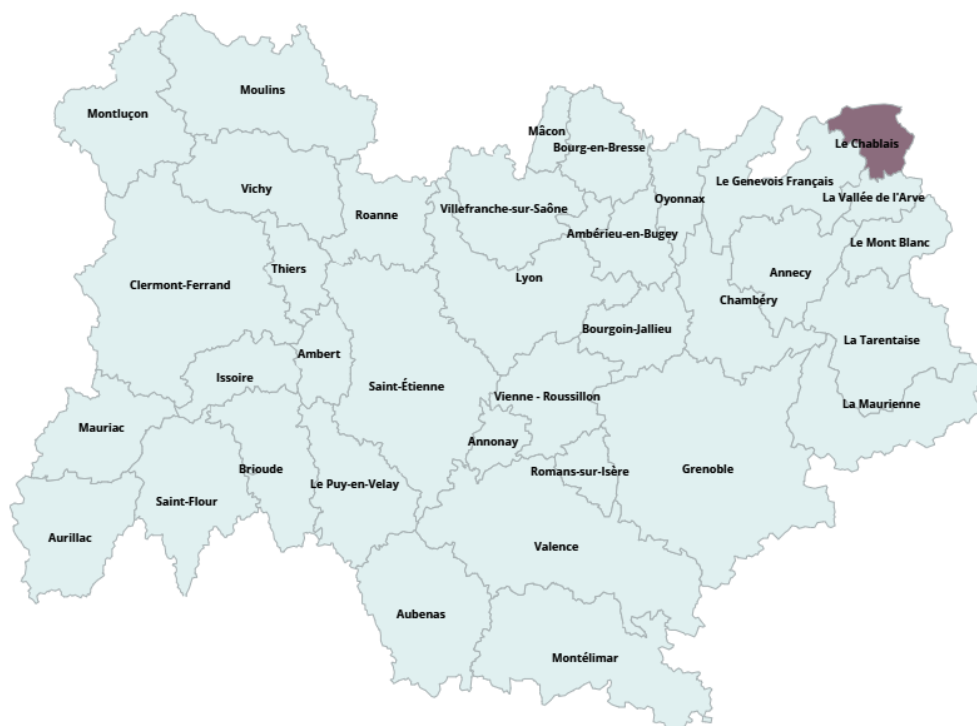 Moulins
Montluçon
Mâcon
Bourg-en-Bresse
Le Chablais
Vichy
Le Genevois Français
Oyonnax
La Vallée de l'Arve
Roanne
Villefranche-sur-Saône
Ambérieu-en-Bugey
Le Mont Blanc
Thiers
Annecy
Lyon
Clermont-Ferrand
Chambéry
Bourgoin-Jallieu
La Tarentaise
Ambert
Issoire
Saint-Étienne
Vienne - Roussillon
La Maurienne
Mauriac
Annonay
Brioude
Grenoble
Romans-sur-Isère
Le Puy-en-Velay
Saint-Flour
Aurillac
Valence
Aubenas
Montélimar